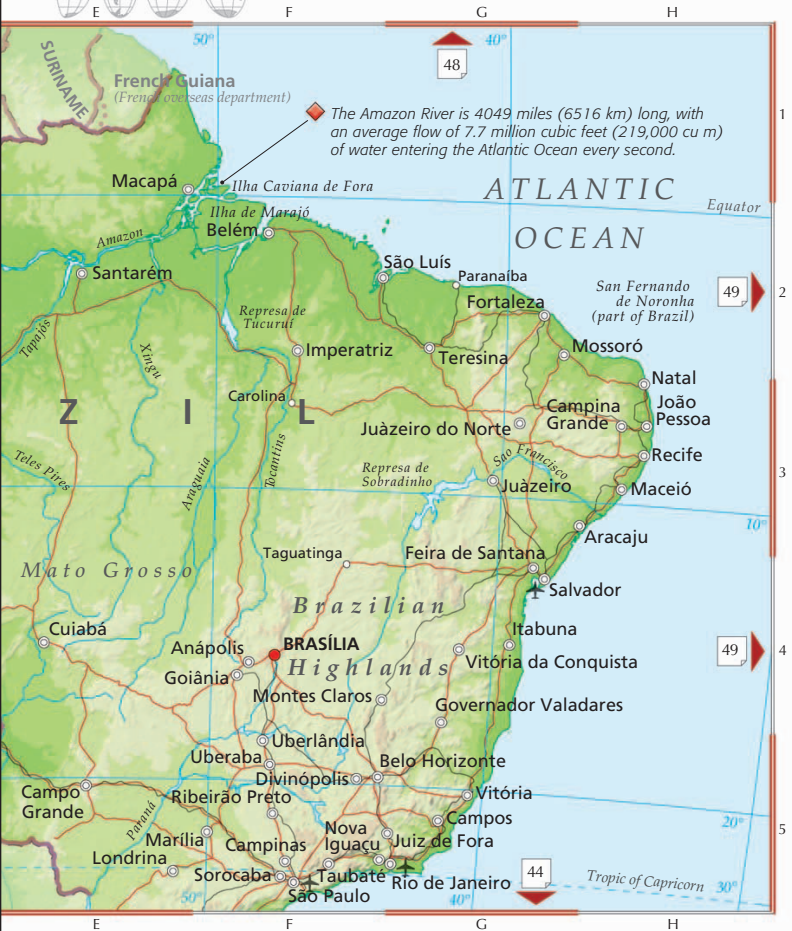 E F G H
50° 40°
48
SURINAME
French Guiana
(French overseas department)
1
The Amazon River is 4049 miles (6516 km) long, with
an average flow of 7.7 million cubic feet (219,000 cu m)
of water entering the Atlantic Ocean every second.
Macapá
Ilha Caviana de Fora
ATLANTIC
OCEAN
Equator
Ilha de Marajó
Belém
Amazon
Santarém
São Luís
Paranaíba
Fortaleza
San Fernando
de Noronha
(part of Brazil)
49
2
Represa de
Tucuruí
Tapajós
Xingu
Imperatriz
Teresina
Mossoró
Natal
Carolina
Z I L
Campina
Grande
João
Pessoa
Juàzeiro do Norte
Recife
Teles Pires
Araguaia
Tocantins
Represa de
Sobradinho
Sao Francisco
Juàzeiro
Maceió
3
10°
Aracaju
Taguatinga
Feira de Santana
Salvador
Mato Grosso
Brazilian
Highlands
Cuiabá
Anápolis
BRASÍLIA
Goiânia
Itabuna
Vitória da Conquista
49
4
Montes Claros
Governador Valadares
Uberlândia
Uberaba
Divinópolis
Belo Horizonte
Campo
Grande
Ribeirão Preto
Vitória
Paraná
Campos
20°
5
Marília
Nova
Iguaçu
Juiz de Fora
Londrina
Campinas
Sorocaba
Taubaté
Rio de Janeiro
São Paulo
44
Tropic of Capricorn
30°
50° 40°
E F G H